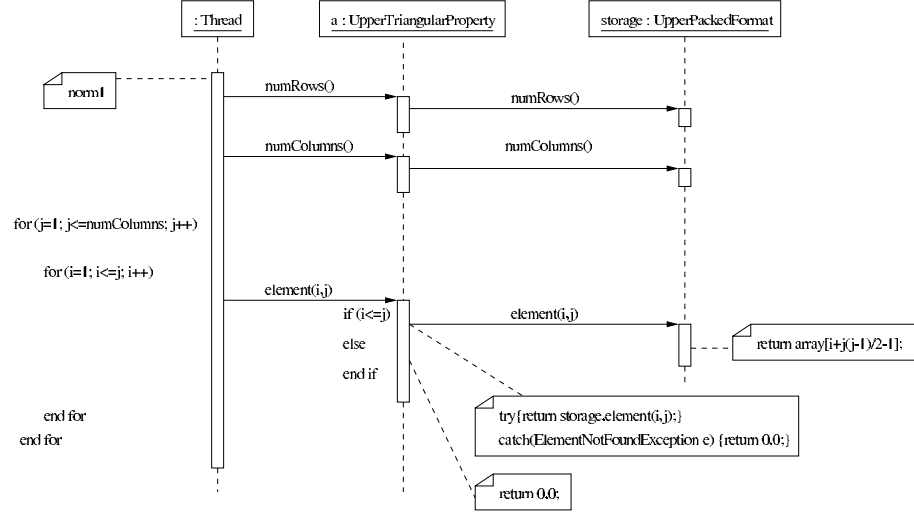 : Thread
a : UpperTriangularProperty
storage : UpperPackedFormat
norm1
numRows()
numRows()
numColumns()
numColumns()
for (j=1; j<=numColumns; j++)
for (i=1; i<=j; i++)
element(i,j)
if (i<=j)
element(i,j)
else
return array[i+j(j-1)/2-1];
end if
end for
try{return storage.element(i,j);}
end for
catch(ElementNotFoundException e) {return 0.0;}
return 0.0;